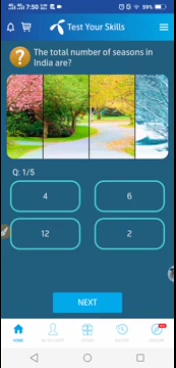 7:50
59%
Test Your Skills
The total number of seasons in
India are?
Q: 1/5
4
6
12
2
NEXT
HOME